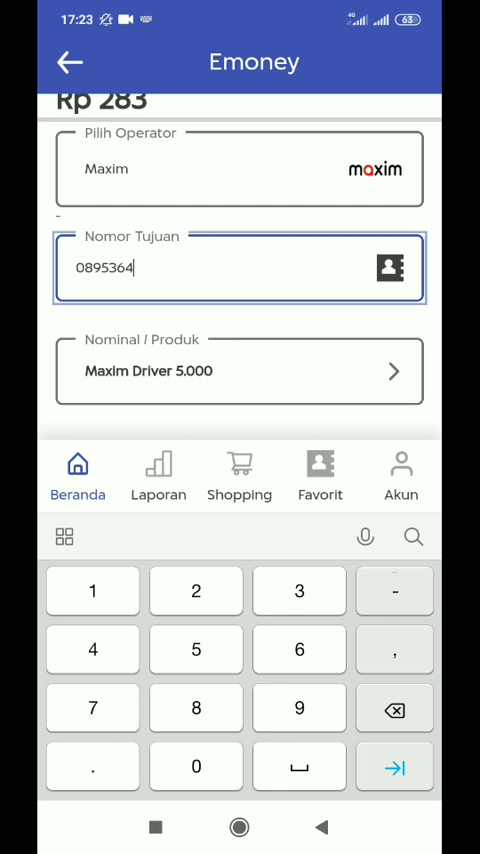 17:23
4G
63
Emoney
Rp 283
Pilih Operator
Maxim
maxim
-
Nomor Tujuan
0895364
Nominal / Produk
Maxim Driver 5.000
Beranda
Laporan
Shopping
Favorit
Akun
1
2
3
-
4
5
6
,
7
8
9
.
0